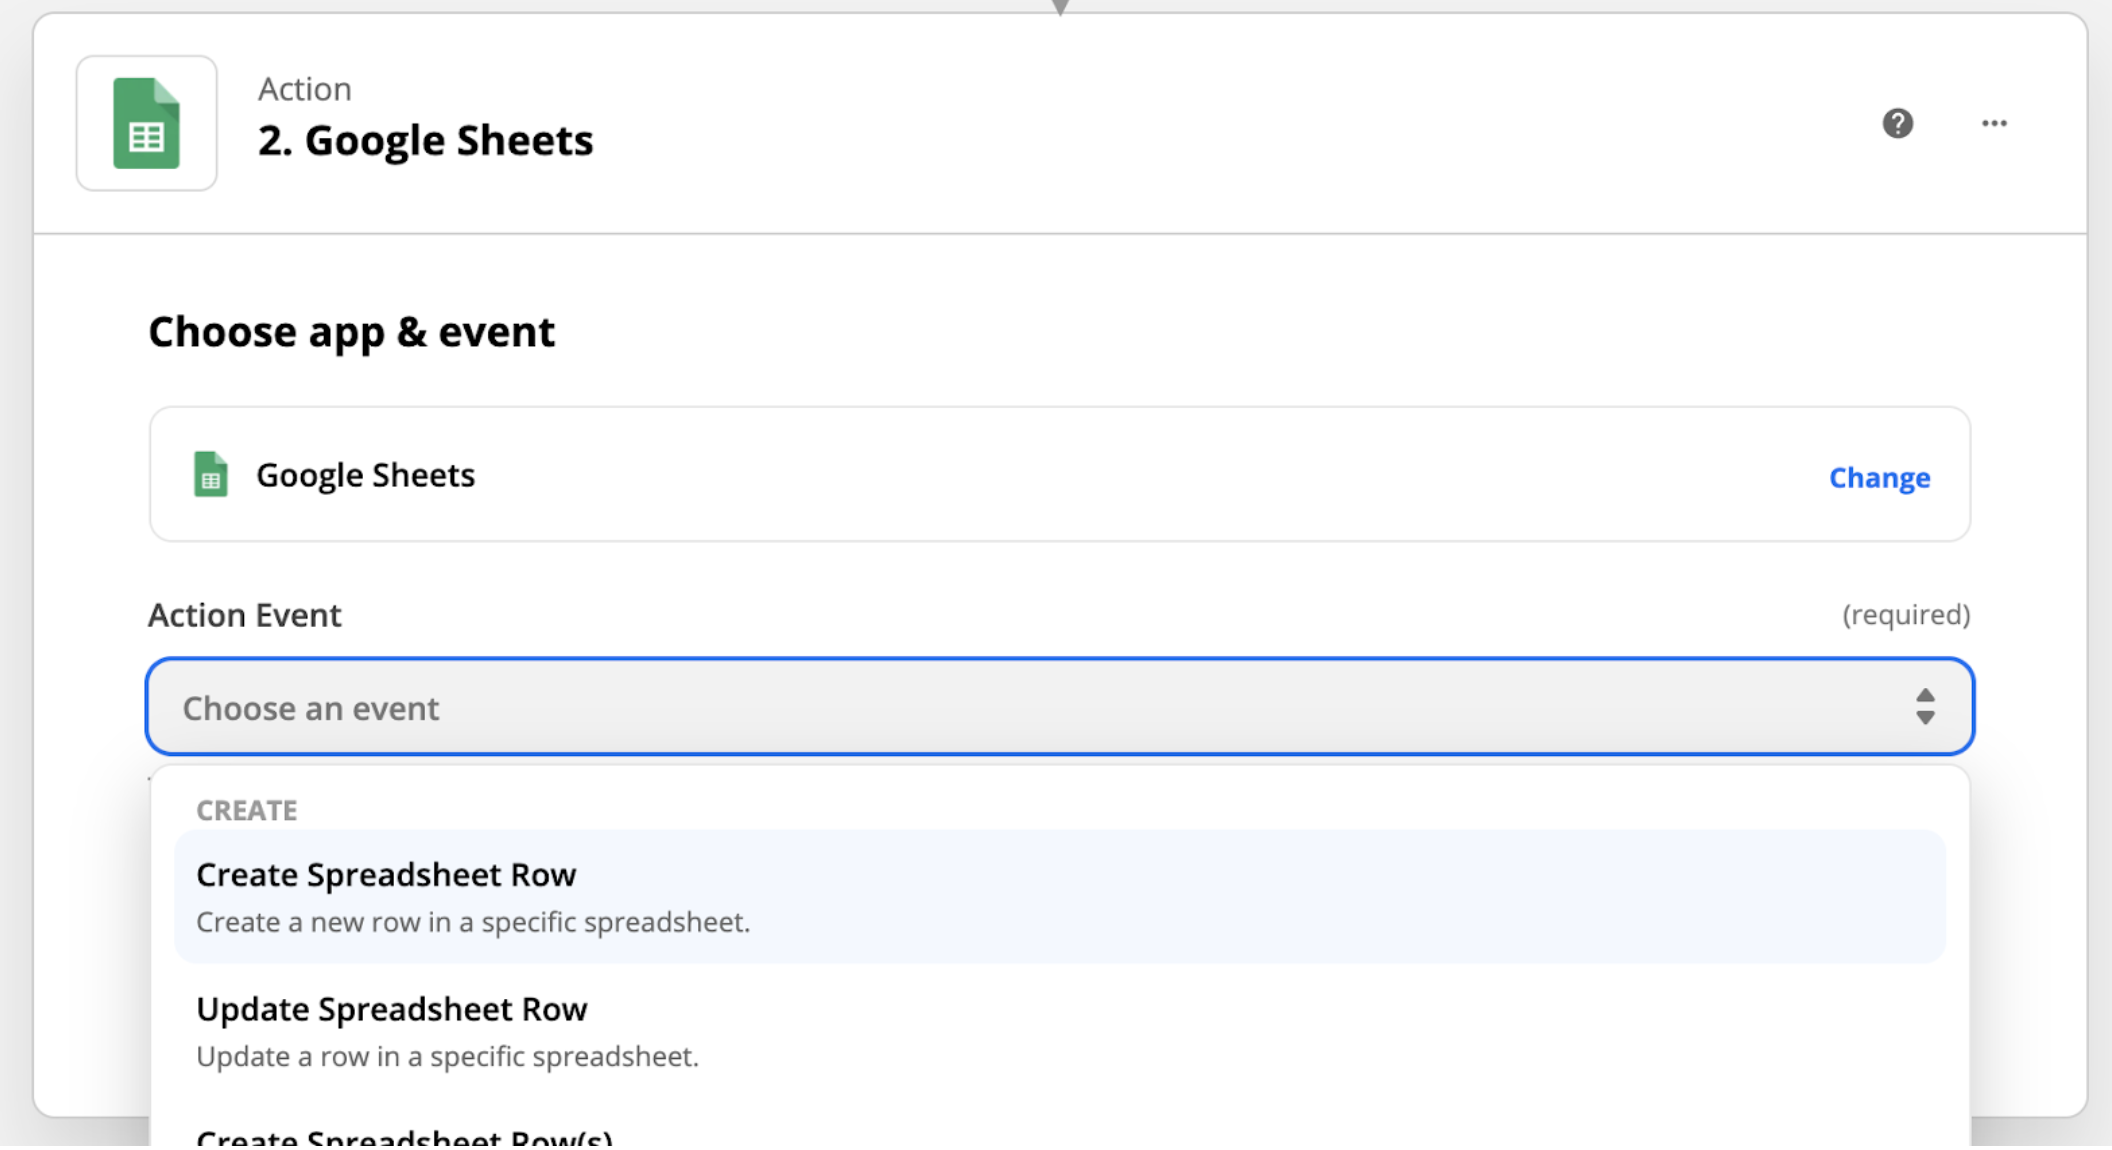 Action
2. Google Sheets
Choose app & event
Google Sheets
Change
Action Event
(required)
Choose an event
CREATE
Create Spreadsheet Row
Create a new row in a specific spreadsheet.
Update Spreadsheet Row
Update a row in a specific spreadsheet.
Create Spreadsheet Row(s)